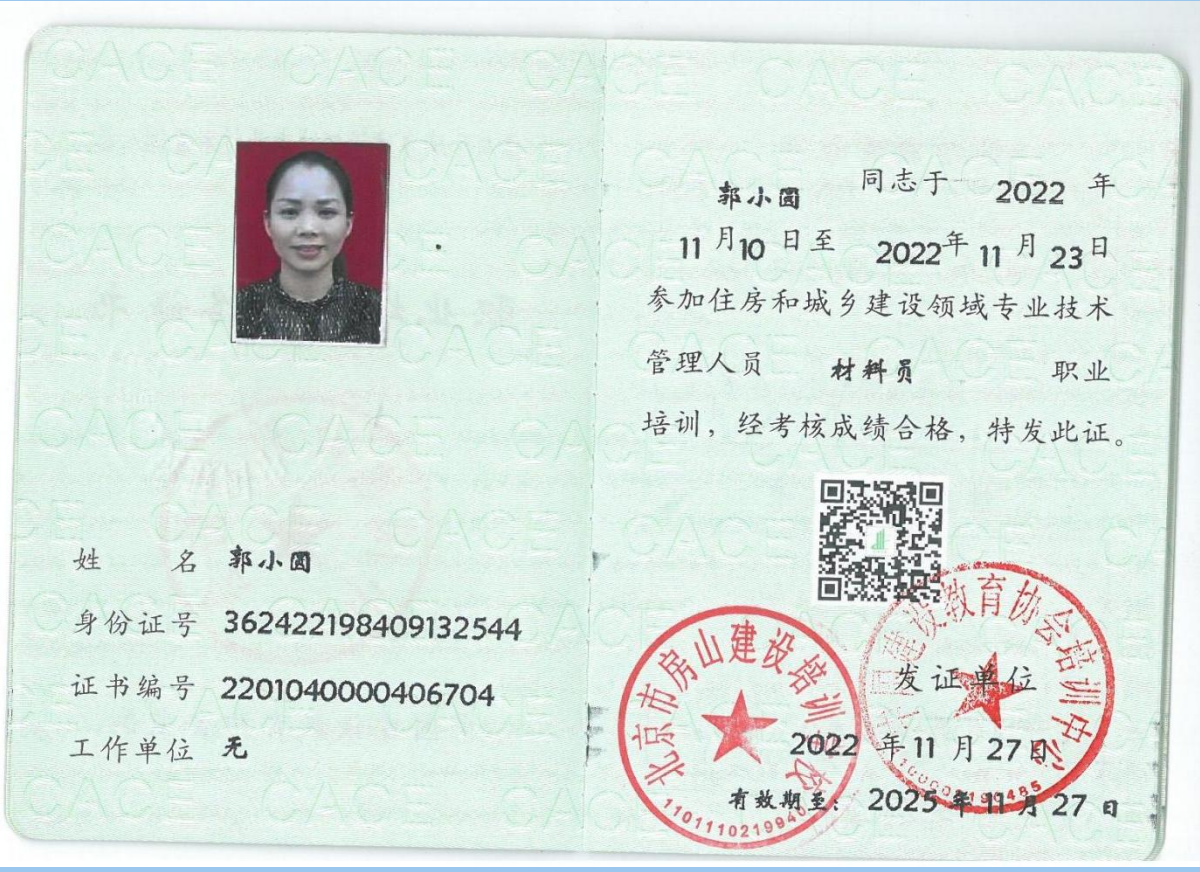 姓 名 郭小圆
身份证号 362422198409132544
证书编号 2201040000406704
工作单位 无
郭小圆 同志于 2022 年
11 月 10 日至 2022 年 11 月 23 日
参加住房和城乡建设领域专业技术
管理人员 材料员 职业
培训，经考核成绩合格，特发此证。
北京市房山建设培训学校
1101110219940
中国建设教育协会培训中心
发证单位
2022 年 11 月 27 日
有效期至： 2025 年 11 月 27 日
CACE